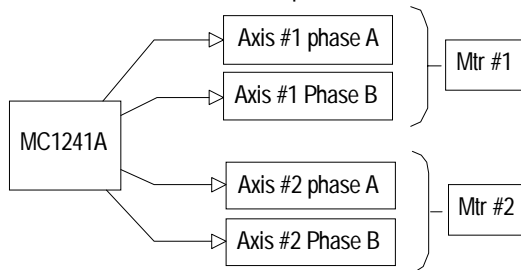 Axis #1 phase A
Mtr #1
Axis #1 Phase B
MC1241A
Axis #2 phase A
Mtr #2
Axis #2 Phase B